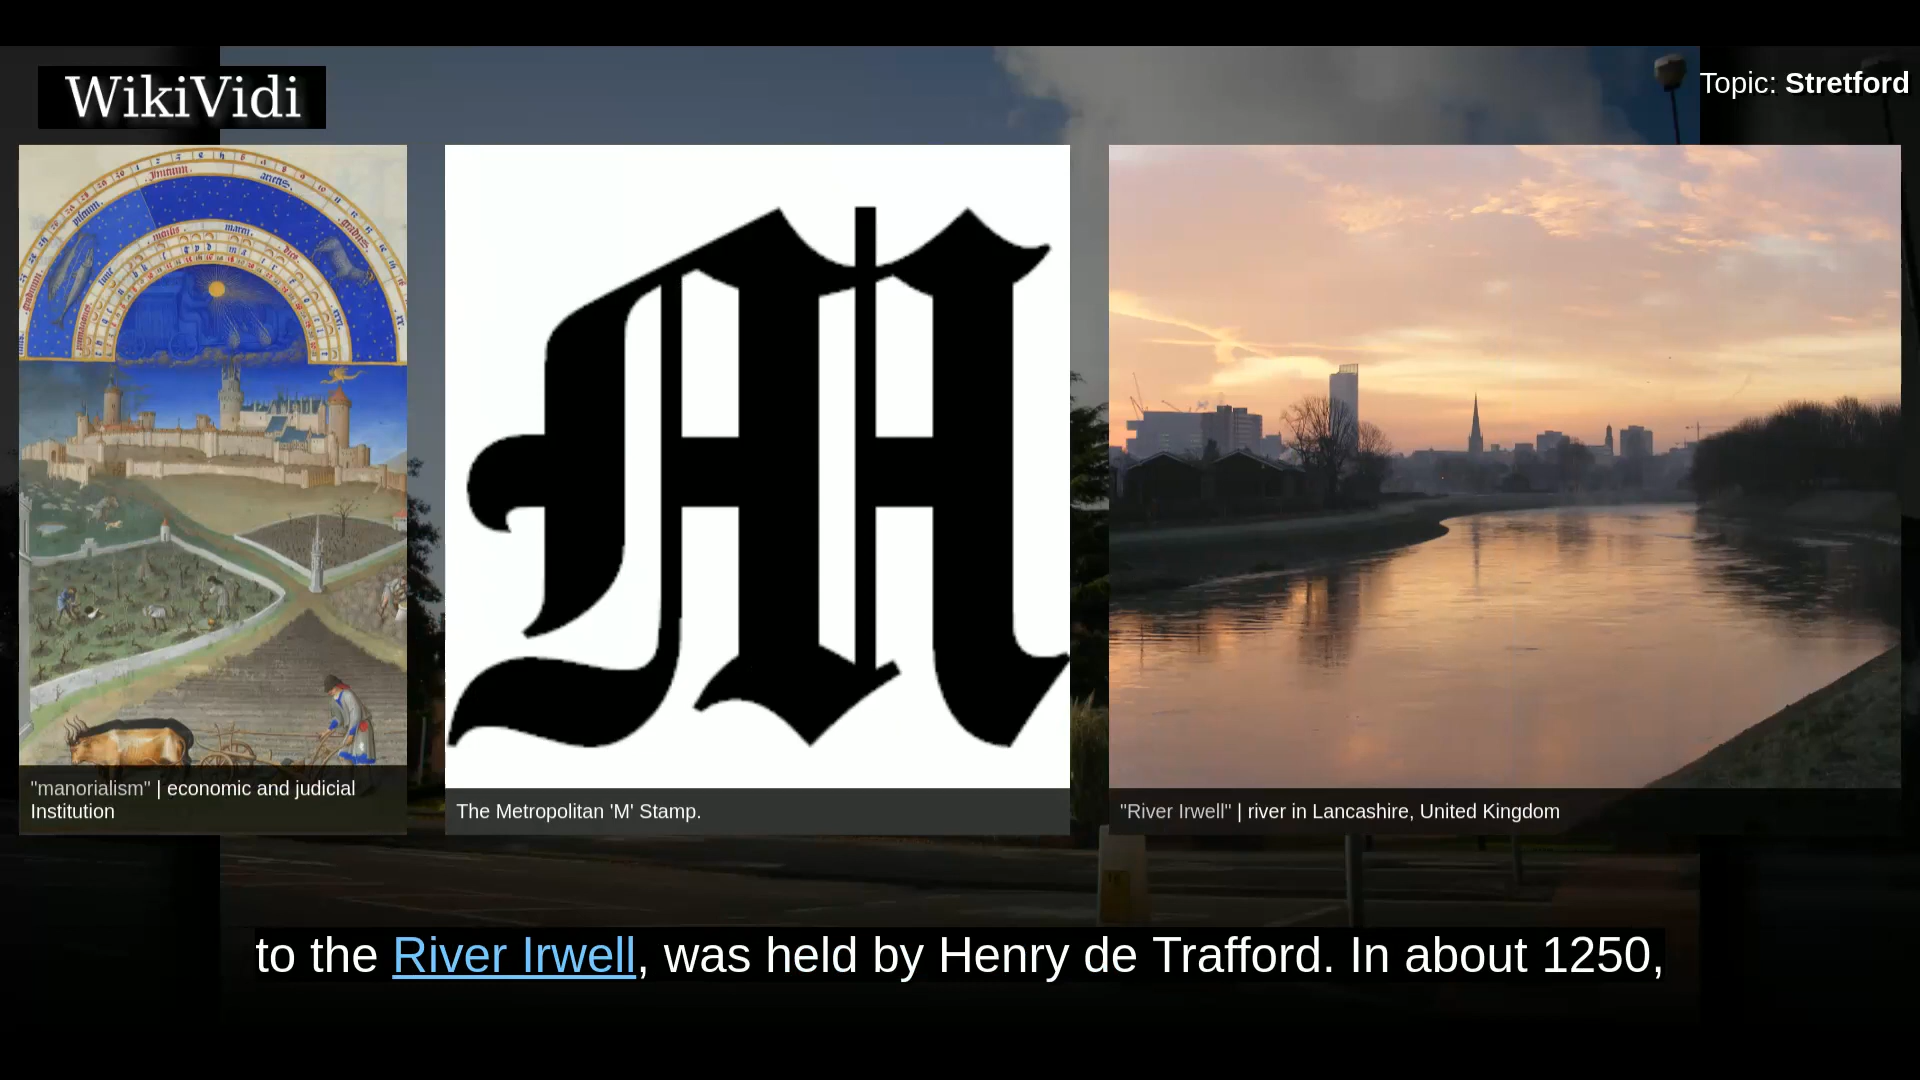 WikiVidi
Topic: Stretford
"manorialism" | economic and judicial
Institution
The Metropolitan 'M' Stamp.
"River Irwell" | river in Lancashire, United Kingdom
to the River Irwell, was held by Henry de Trafford. In about 1250,